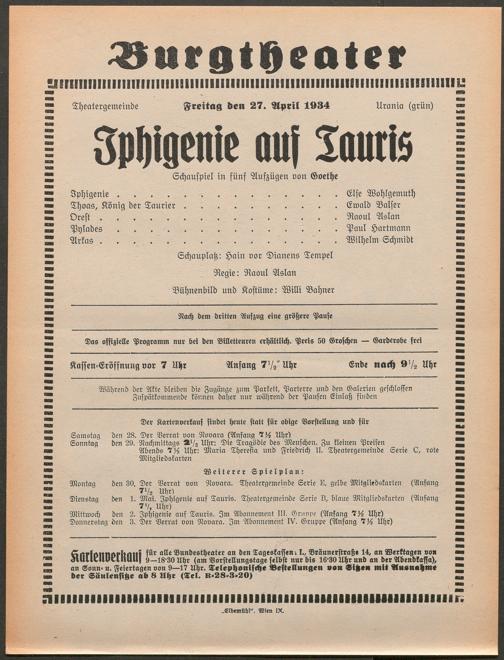 Burgtheater
Theatergemeinde Freitag den 27. April 1934 Urania (grün)
Iphigenie auf Tauris
Schauspiel in fünf Aufzügen von Goethe
Iphigenie . . . . . . . . . . . . Else Wohlgemuth
Thoas, König der Taurier . . . . . . . . . Ewald Balser
Orest . . . . . . . . . . . . . Raoul Aslan
Pylades . . . . . . . . . . . . Paul Hartmann
Arkas . . . . . . . . . . . . . Wilhelm Schmidt
Schauplatz: Hain vor Dianens Tempel
Regie: Raoul Aslan
Bühnenbild und Kostüme: Willi Bahner
Nach dem dritten Aufzug eine größere Pause
Das offizielle Programm nur bei den Billetteuren erhältlich. Preis 50 Groschen — Garderobe frei
Kassen-Eröffnung vor 7 Uhr Anfang 7 1/2 Uhr Ende nach 9 1/2 Uhr
Während der Akte bleiben die Zugänge zum Parkett, Parterre und den Galerien geschlossen
Zuspätkommende können daher nur während der Pausen Einlaß finden
Der Kartenverkauf findet heute statt für obige Vorstellung und für
Samstag den 28. Der Verrat von Novara (Anfang 7½ Uhr)
Sonntag den 29. Nachmittags 2 1/2 Uhr: Die Tragödie des Menschen. Zu kleinen Preisen
Abends 7½ Uhr: Maria Theresia und Friedrich II. Theatergemeinde Serie C, rote
Mitgliedskarten
Weiterer Spielplan:
Montag den 30. Der Verrat von Novara. Theatergemeinde Serie E, gelbe Mitgliedskarten (Anfang
7 1/2 Uhr)
Dienstag den 1. Mai. Iphigenie auf Tauris. Theatergemeinde Serie B, blaue Mitgliedskarten (Anfang
7 1/2 Uhr)
Mittwoch den 2. Iphigenie auf Tauris. Im Abonnement III. Gruppe (Anfang 7½ Uhr)
Donnerstag den 3. Der Verrat von Novara. Im Abonnement IV. Gruppe (Anfang 7½ Uhr)
Kartenverkauf für alle Bundestheater an den Tageskassen: I., Bräunerstraße 14, an Werktagen von
9—18·30 Uhr (am Vorstellungstage selbst nur bis 16·30 Uhr und an der Abendkassa),
an Sonn- u. Feiertagen von 9—17 Uhr. Telephonische Bestellungen von Sitzen mit Ausnahme
der Säulensitze ab 8 Uhr (Tel. R-28-3-20)
„Elbemühl“, Wien IX.